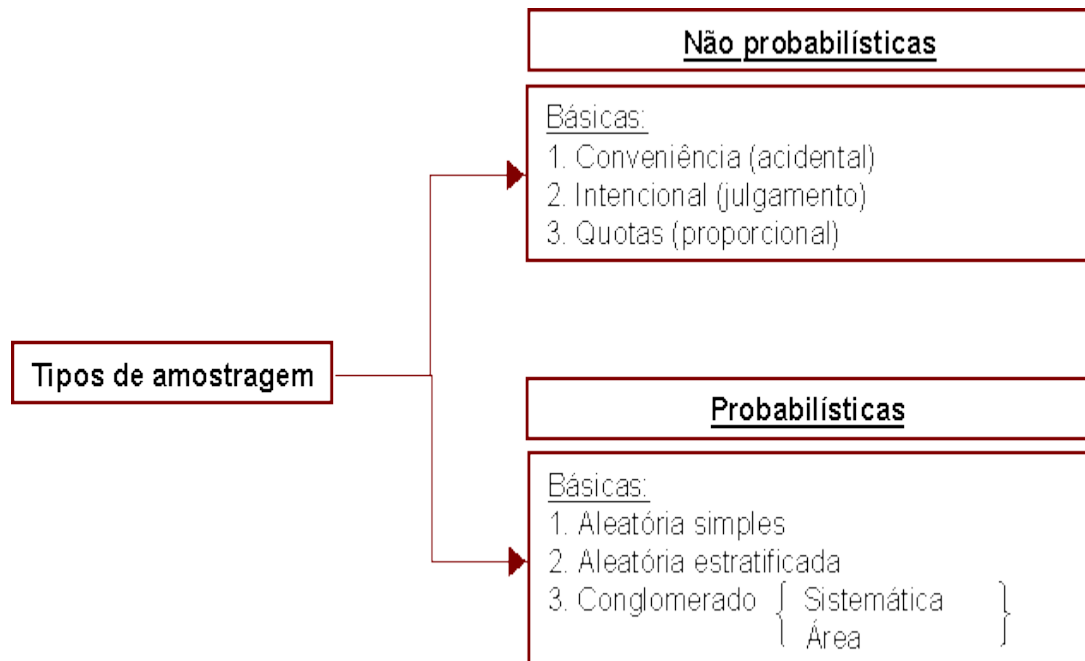 Não probabilísticas
Básicas:
1. Conveniência (acidental)
2. Intencional (julgamento)
3. Quotas (proporcional)
Tipos de amostragem
Probabilísticas
Básicas:
1. Aleatória simples
2. Aleatória estratificada
3. Conglomerado { Sistemática }
Área